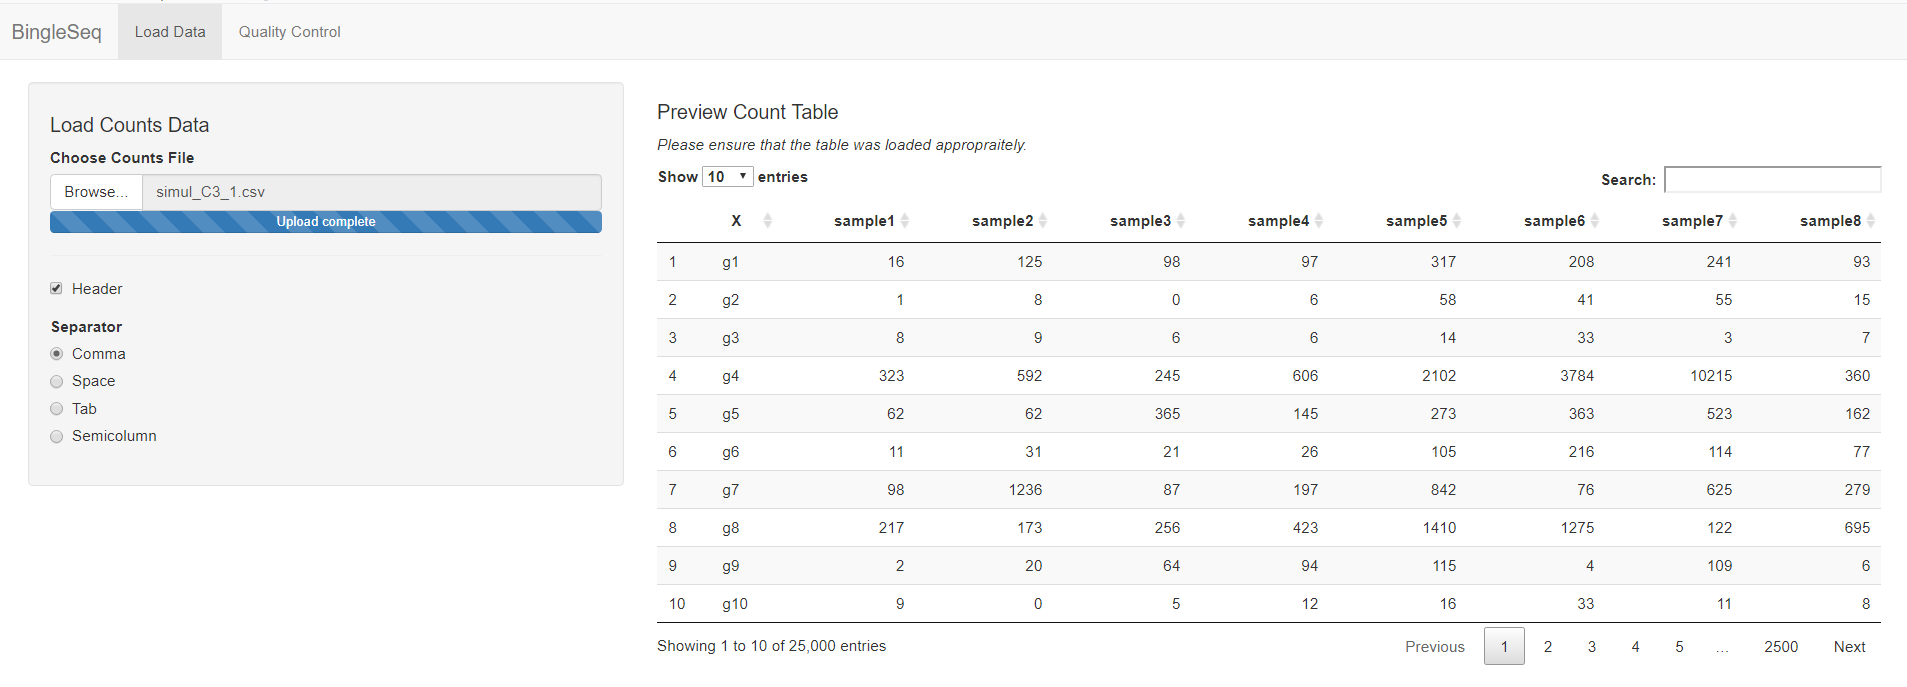 BingleSeq Load Data Quality Control
Load Counts Data
Choose Counts File
Browse... simul_C3_1.csv
Upload complete
Header
Separator
Comma
Space
Tab
Semicolumn
Preview Count Table
Please ensure that the table was loaded appropraitely.
Show 10 entries Search:
X sample1 sample2 sample3 sample4 sample5 sample6 sample7 sample8
1 g1 16 125 98 97 317 208 241 93
2 g2 1 8 0 6 58 41 55 15
3 g3 8 9 6 6 14 33 3 7
4 g4 323 592 245 606 2102 3784 10215 360
5 g5 62 62 365 145 273 363 523 162
6 g6 11 31 21 26 105 216 114 77
7 g7 98 1236 87 197 842 76 625 279
8 g8 217 173 256 423 1410 1275 122 695
9 g9 2 20 64 94 115 4 109 6
10 g10 9 0 5 12 16 33 11 8
Showing 1 to 10 of 25,000 entries Previous 1 2 3 4 5 ... 2500 Next